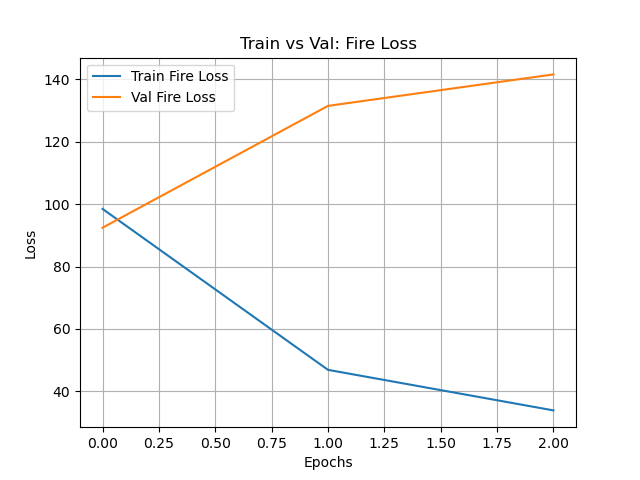 Train vs Val: Fire Loss
Train Fire Loss
Val Fire Loss
140
120
100
80
60
40
Loss
0.00 0.25 0.50 0.75 1.00 1.25 1.50 1.75 2.00
Epochs